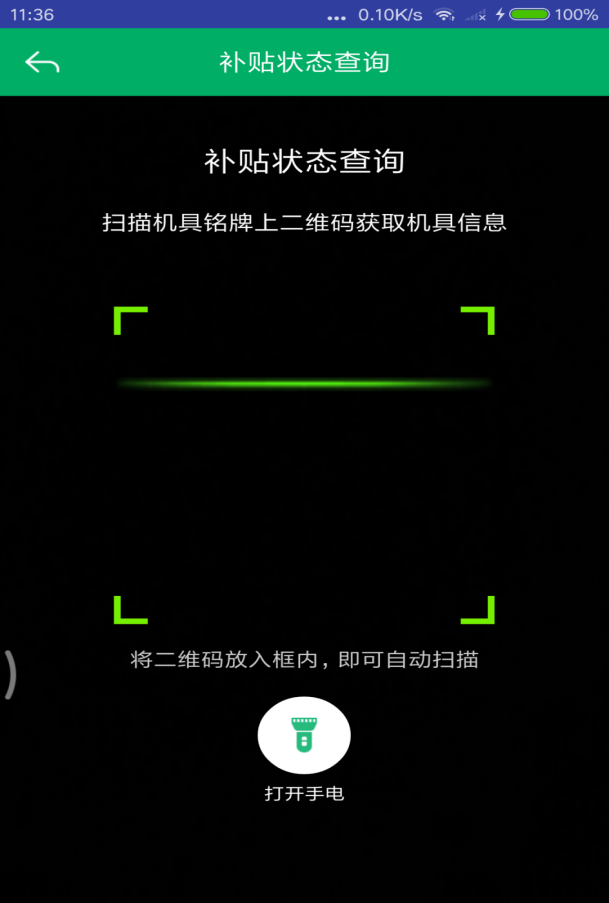 11:36 ... 0.10K/s 100%
补贴状态查询
补贴状态查询
扫描机具铭牌上二维码获取机具信息
将二维码放入框内，即可自动扫描
打开手电